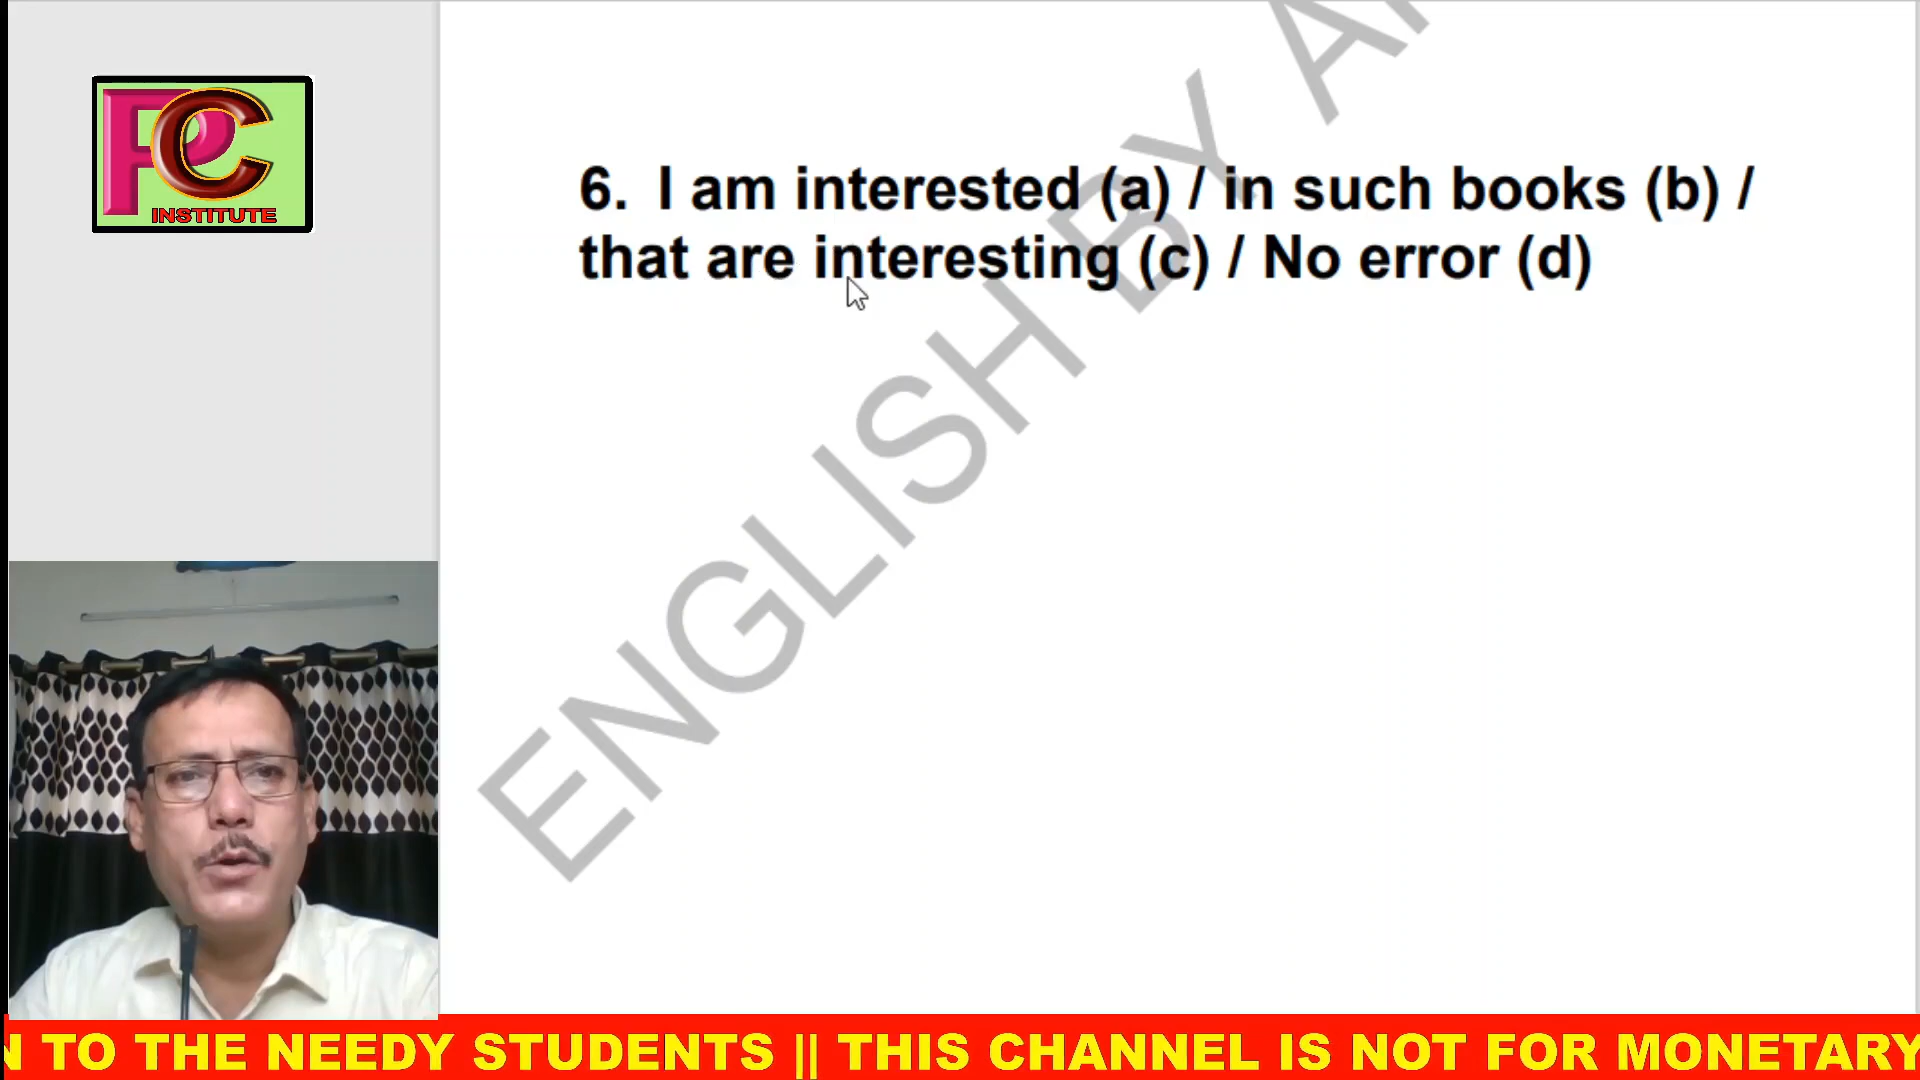 PC
INSTITUTE
6. I am interested (a) / in such books (b) /
that are interesting (c) / No error (d)
ENGLISH BY
N TO THE NEEDY STUDENTS || THIS CHANNEL IS NOT FOR MONETARY